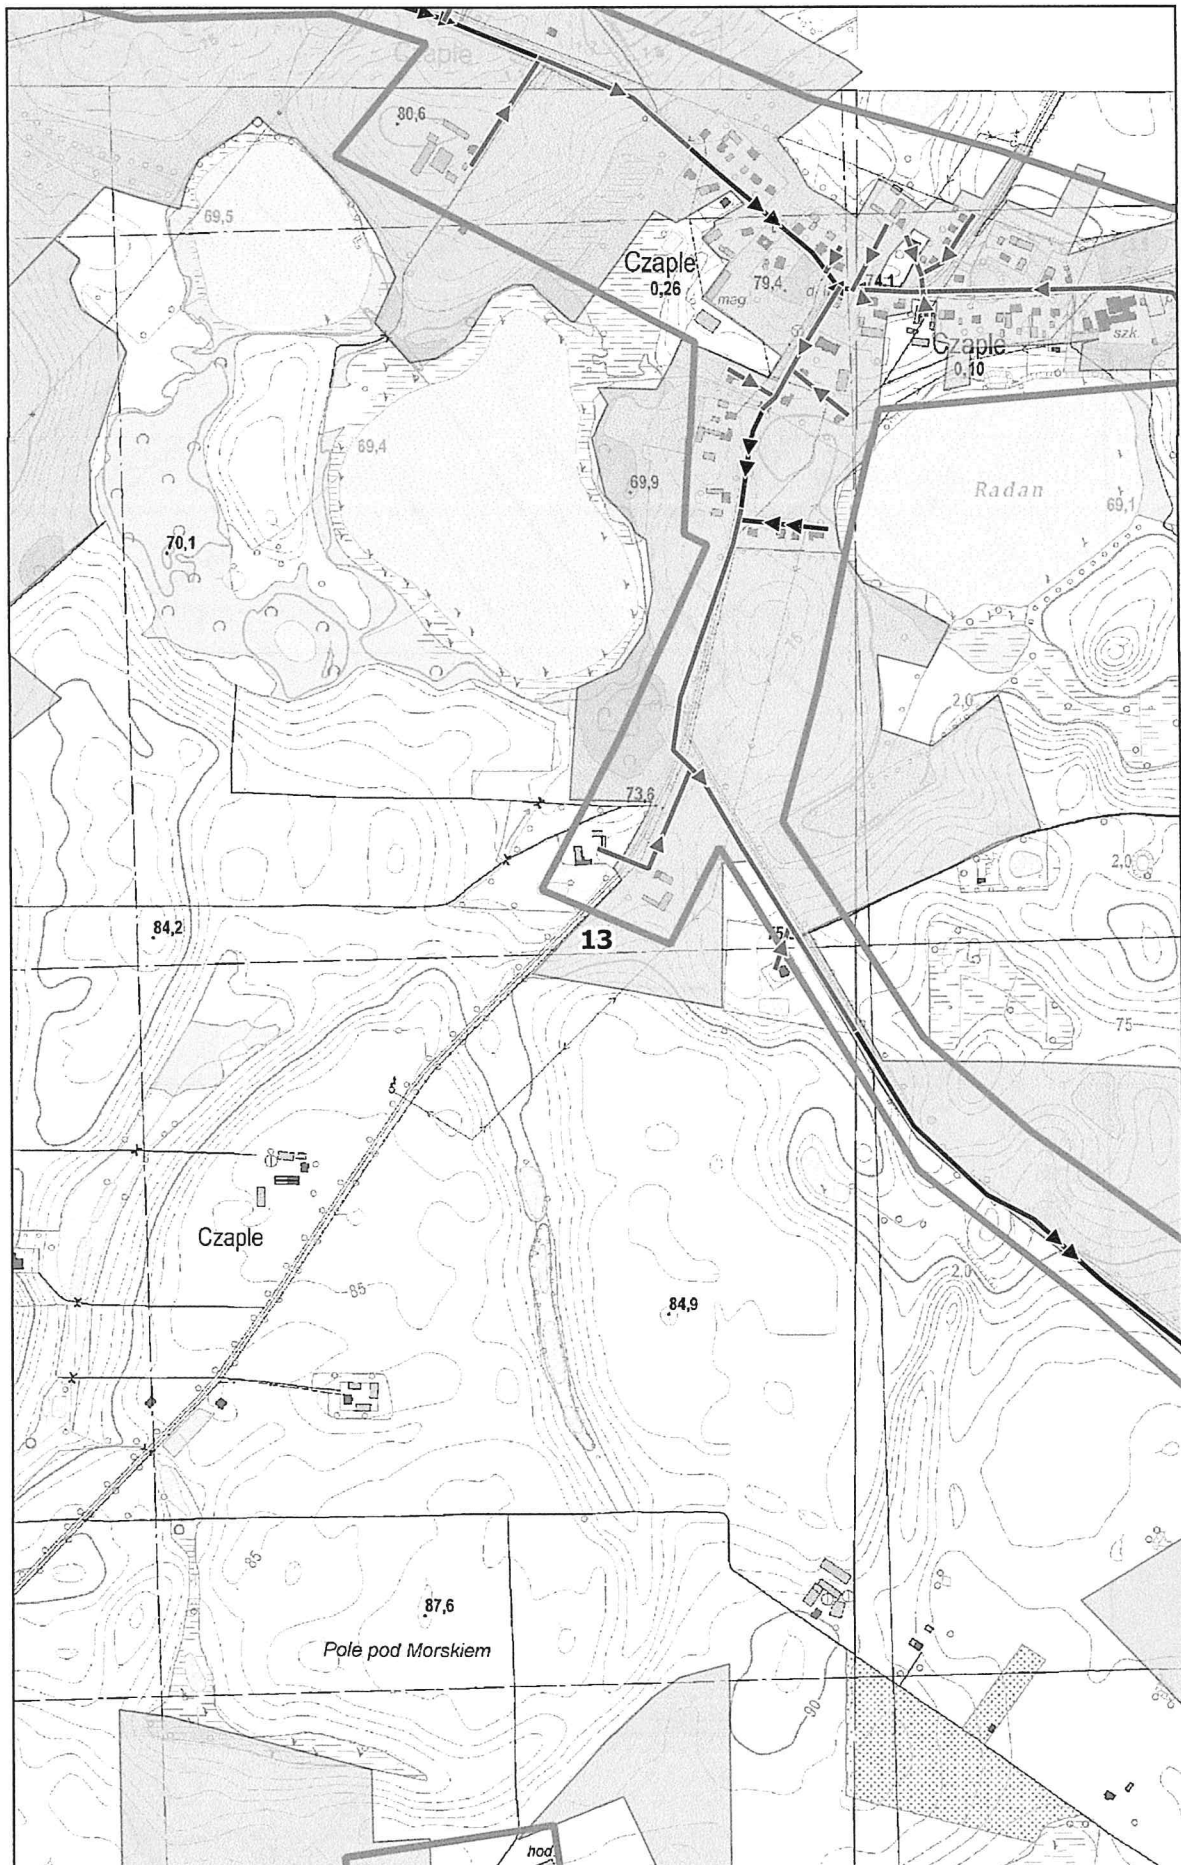 Czaple
80,6
69,5
Czaple
0,26
mag.
79,4
74,1
szk.
Czaple
0,10
69,4
69,9
Radan
69,1
70,1
75
2,0
73,6
2,0
84,2
13
75
Czaple
85
84,9
2,0
85
87,6
Pole pod Morskiem
90
hod.